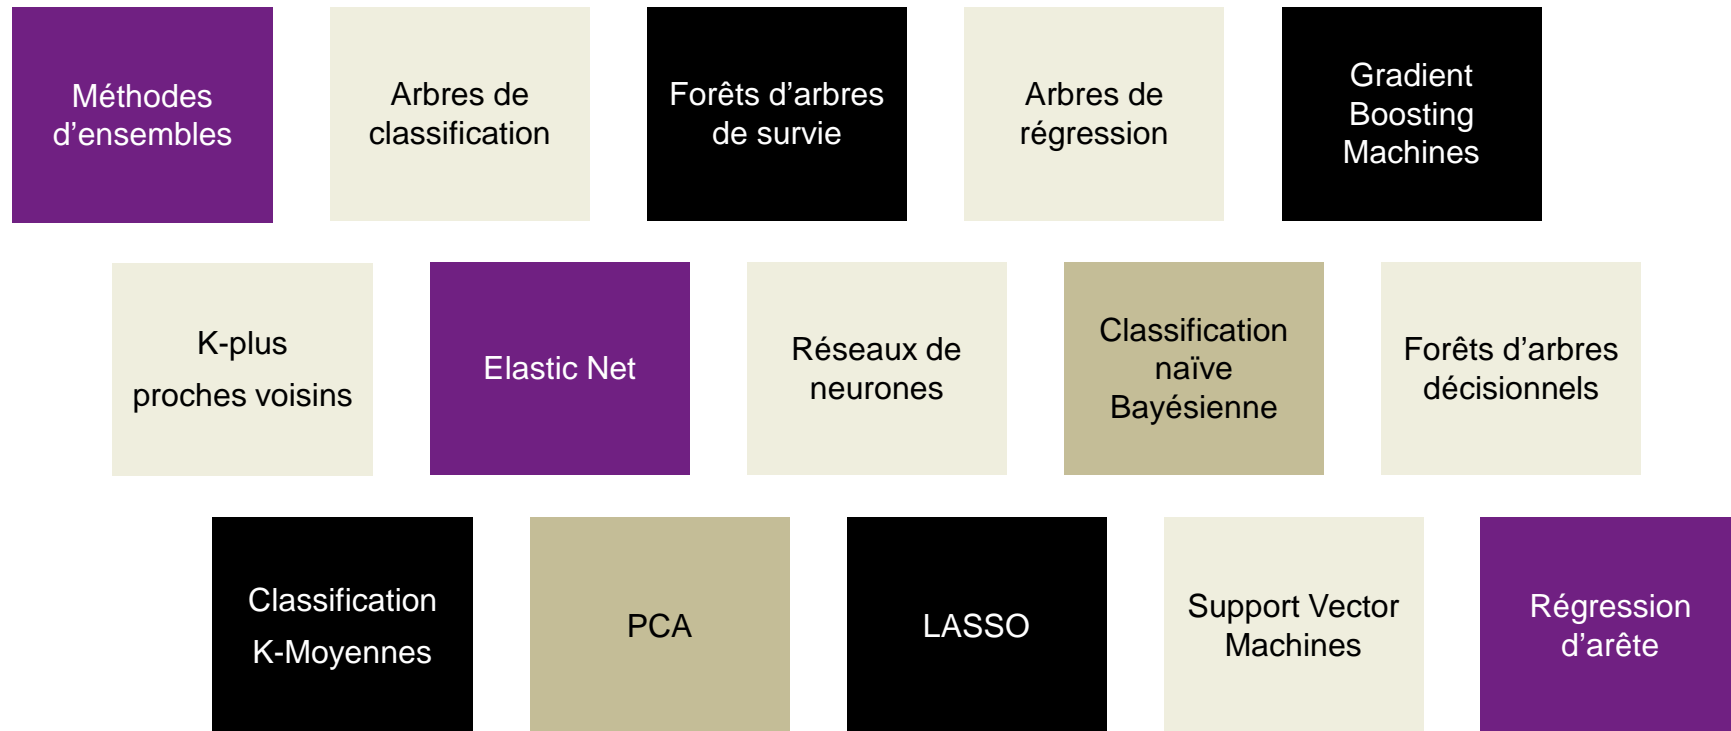 Méthodes
d’ensembles
Arbres de
classification
Forêts d’arbres
de survie
Arbres de
régression
Gradient
Boosting
Machines
K-plus
proches voisins
Elastic Net
Réseaux de
neurones
Classification
naïve
Bayésienne
Forêts d’arbres
décisionnels
Classification
K-Moyennes
PCA
LASSO
Support Vector
Machines
Régression
d’arête